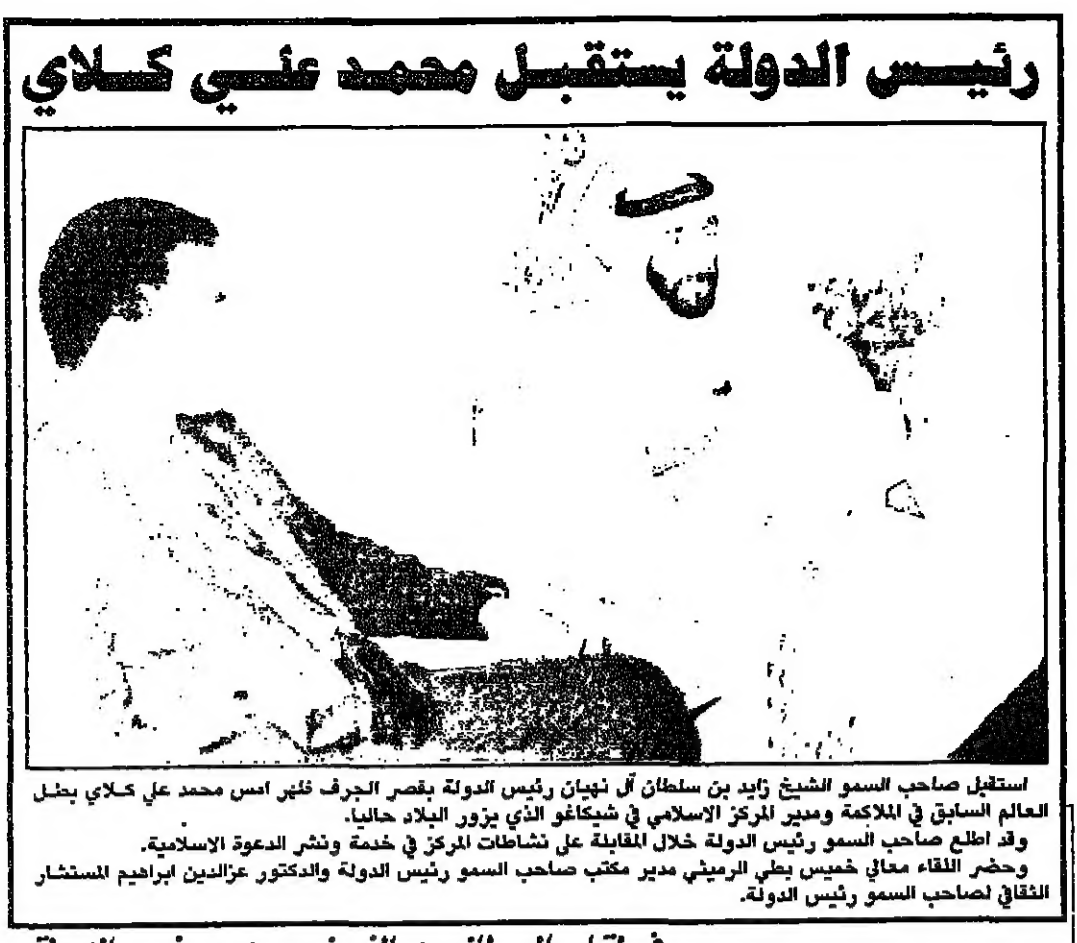 رئيس الدولة يستقبل محمد علي كلاي
استقبل صاحب السمو الشيخ زايد بن سلطان آل نهيان رئيس الدولة بقصر الجرف ظهر امس محمد علي كلاي بطل
العالم السابق في الملاكمة ومدير المركز الاسلامي في شيكاغو الذي يزور البلاد حاليا.
وقد اطلع صاحب السمو رئيس الدولة خلال المقابلة على نشاطات المركز في خدمة ونشر الدعوة الاسلامية.
وحضر اللقاء معالي خميس بطي الرميثي مدير مكتب صاحب السمو رئيس الدولة والدكتور عزالدين ابراهيم المستشار
الثقافي لصاحب السمو رئيس الدولة.